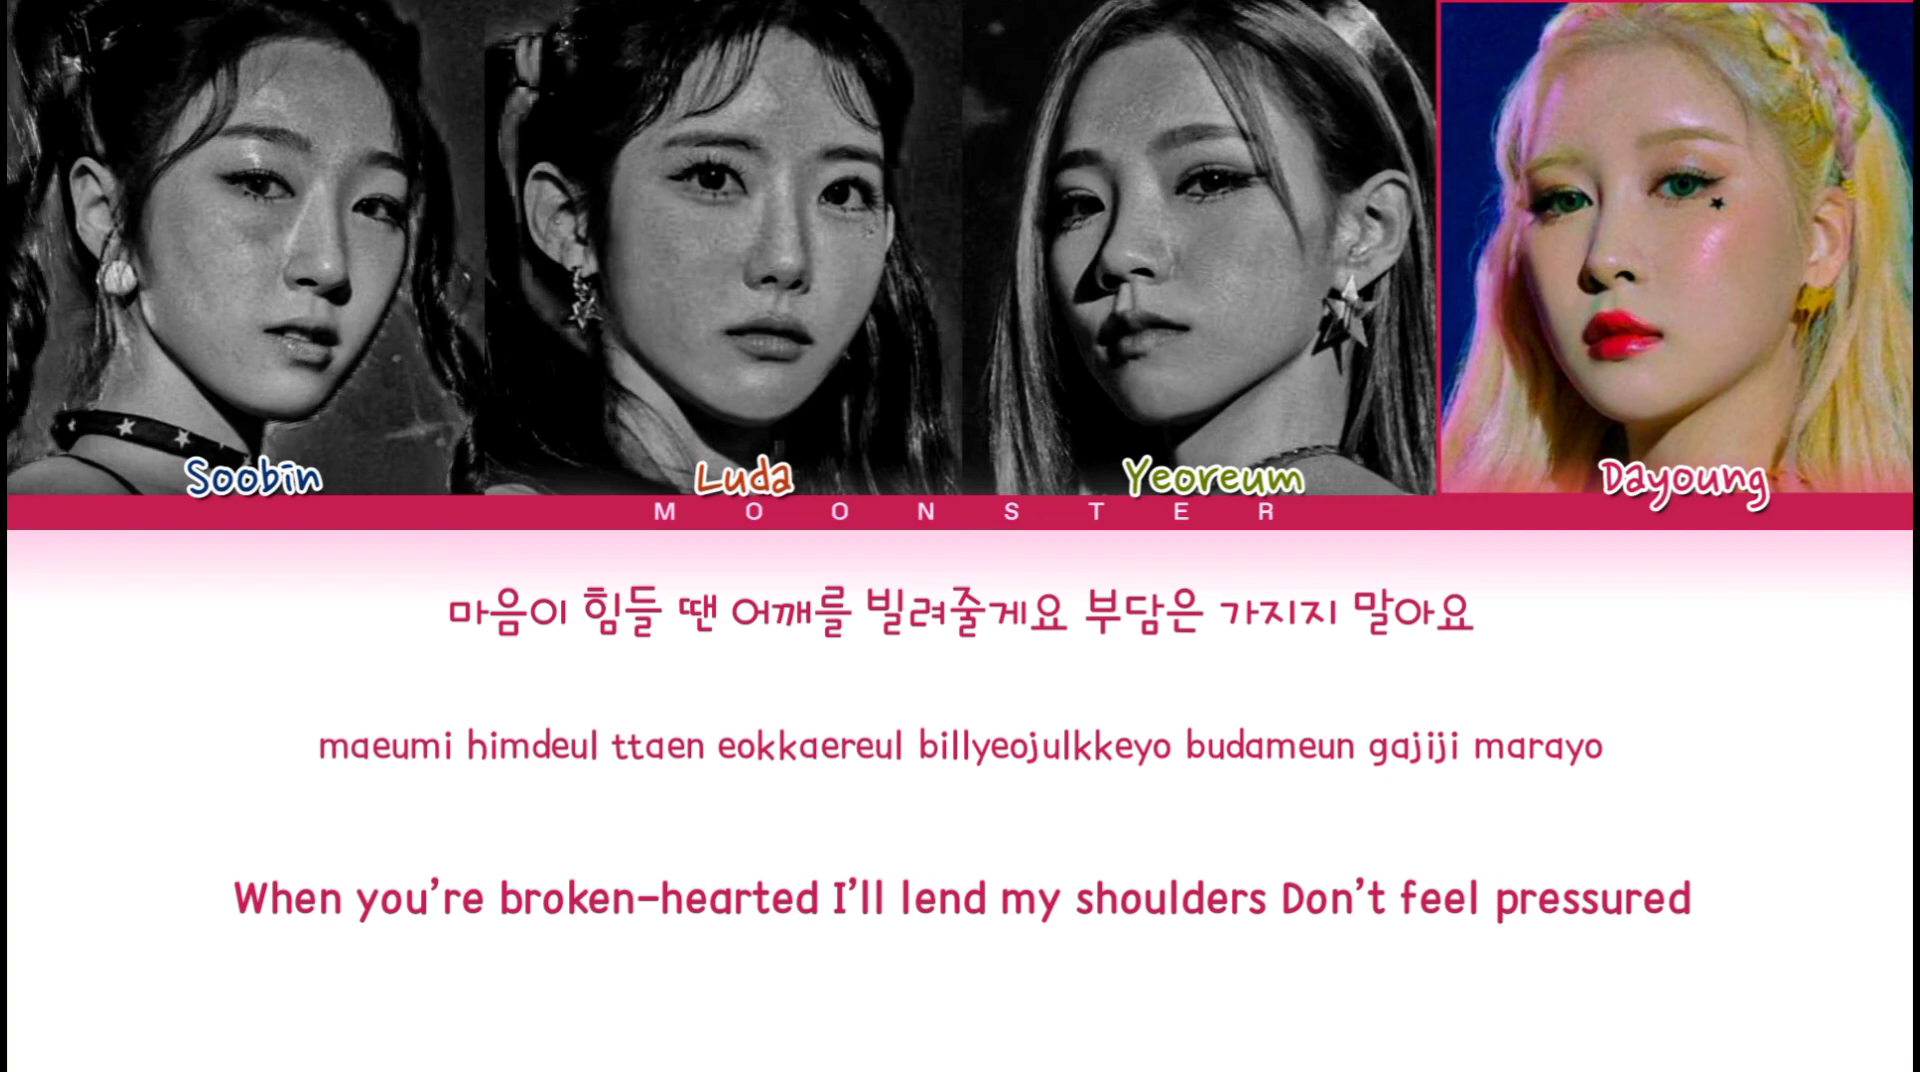 Soobin
Luda
Yeoreum
Dayoung
MOONSTER
마음이 힘들 땐 어깨를 빌려줄게요 부담은 가지지 말아요
maeumi himdeul ttaen eokkaereul billyeojulkkeyo budameun gajiji marayo
When you're broken-hearted I'll lend my shoulders Don't feel pressured